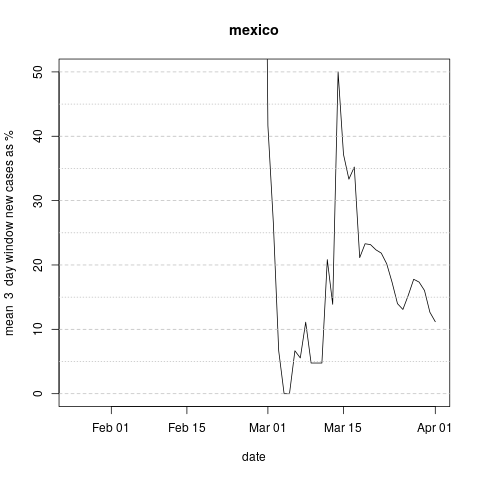 mexico
mean 3 day window new cases as %
50
40
30
20
10
0
Feb 01
Feb 15
Mar 01
Mar 15
Apr 01
date